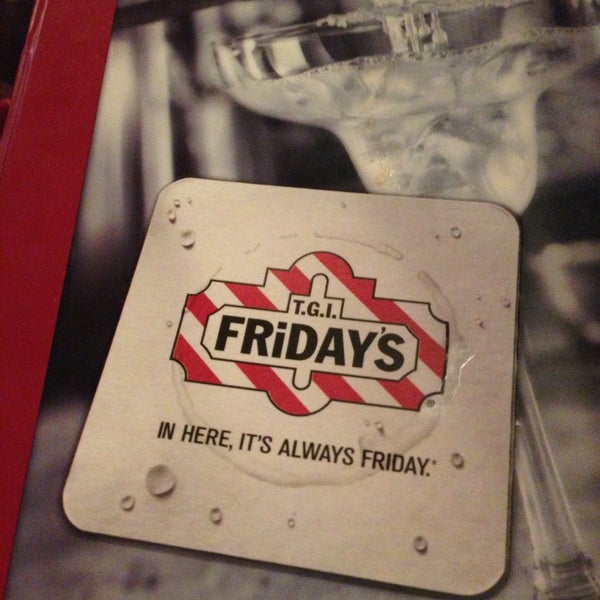 T.G.I.
FRiDAY'S
®
IN HERE, IT'S ALWAYS FRIDAY.®